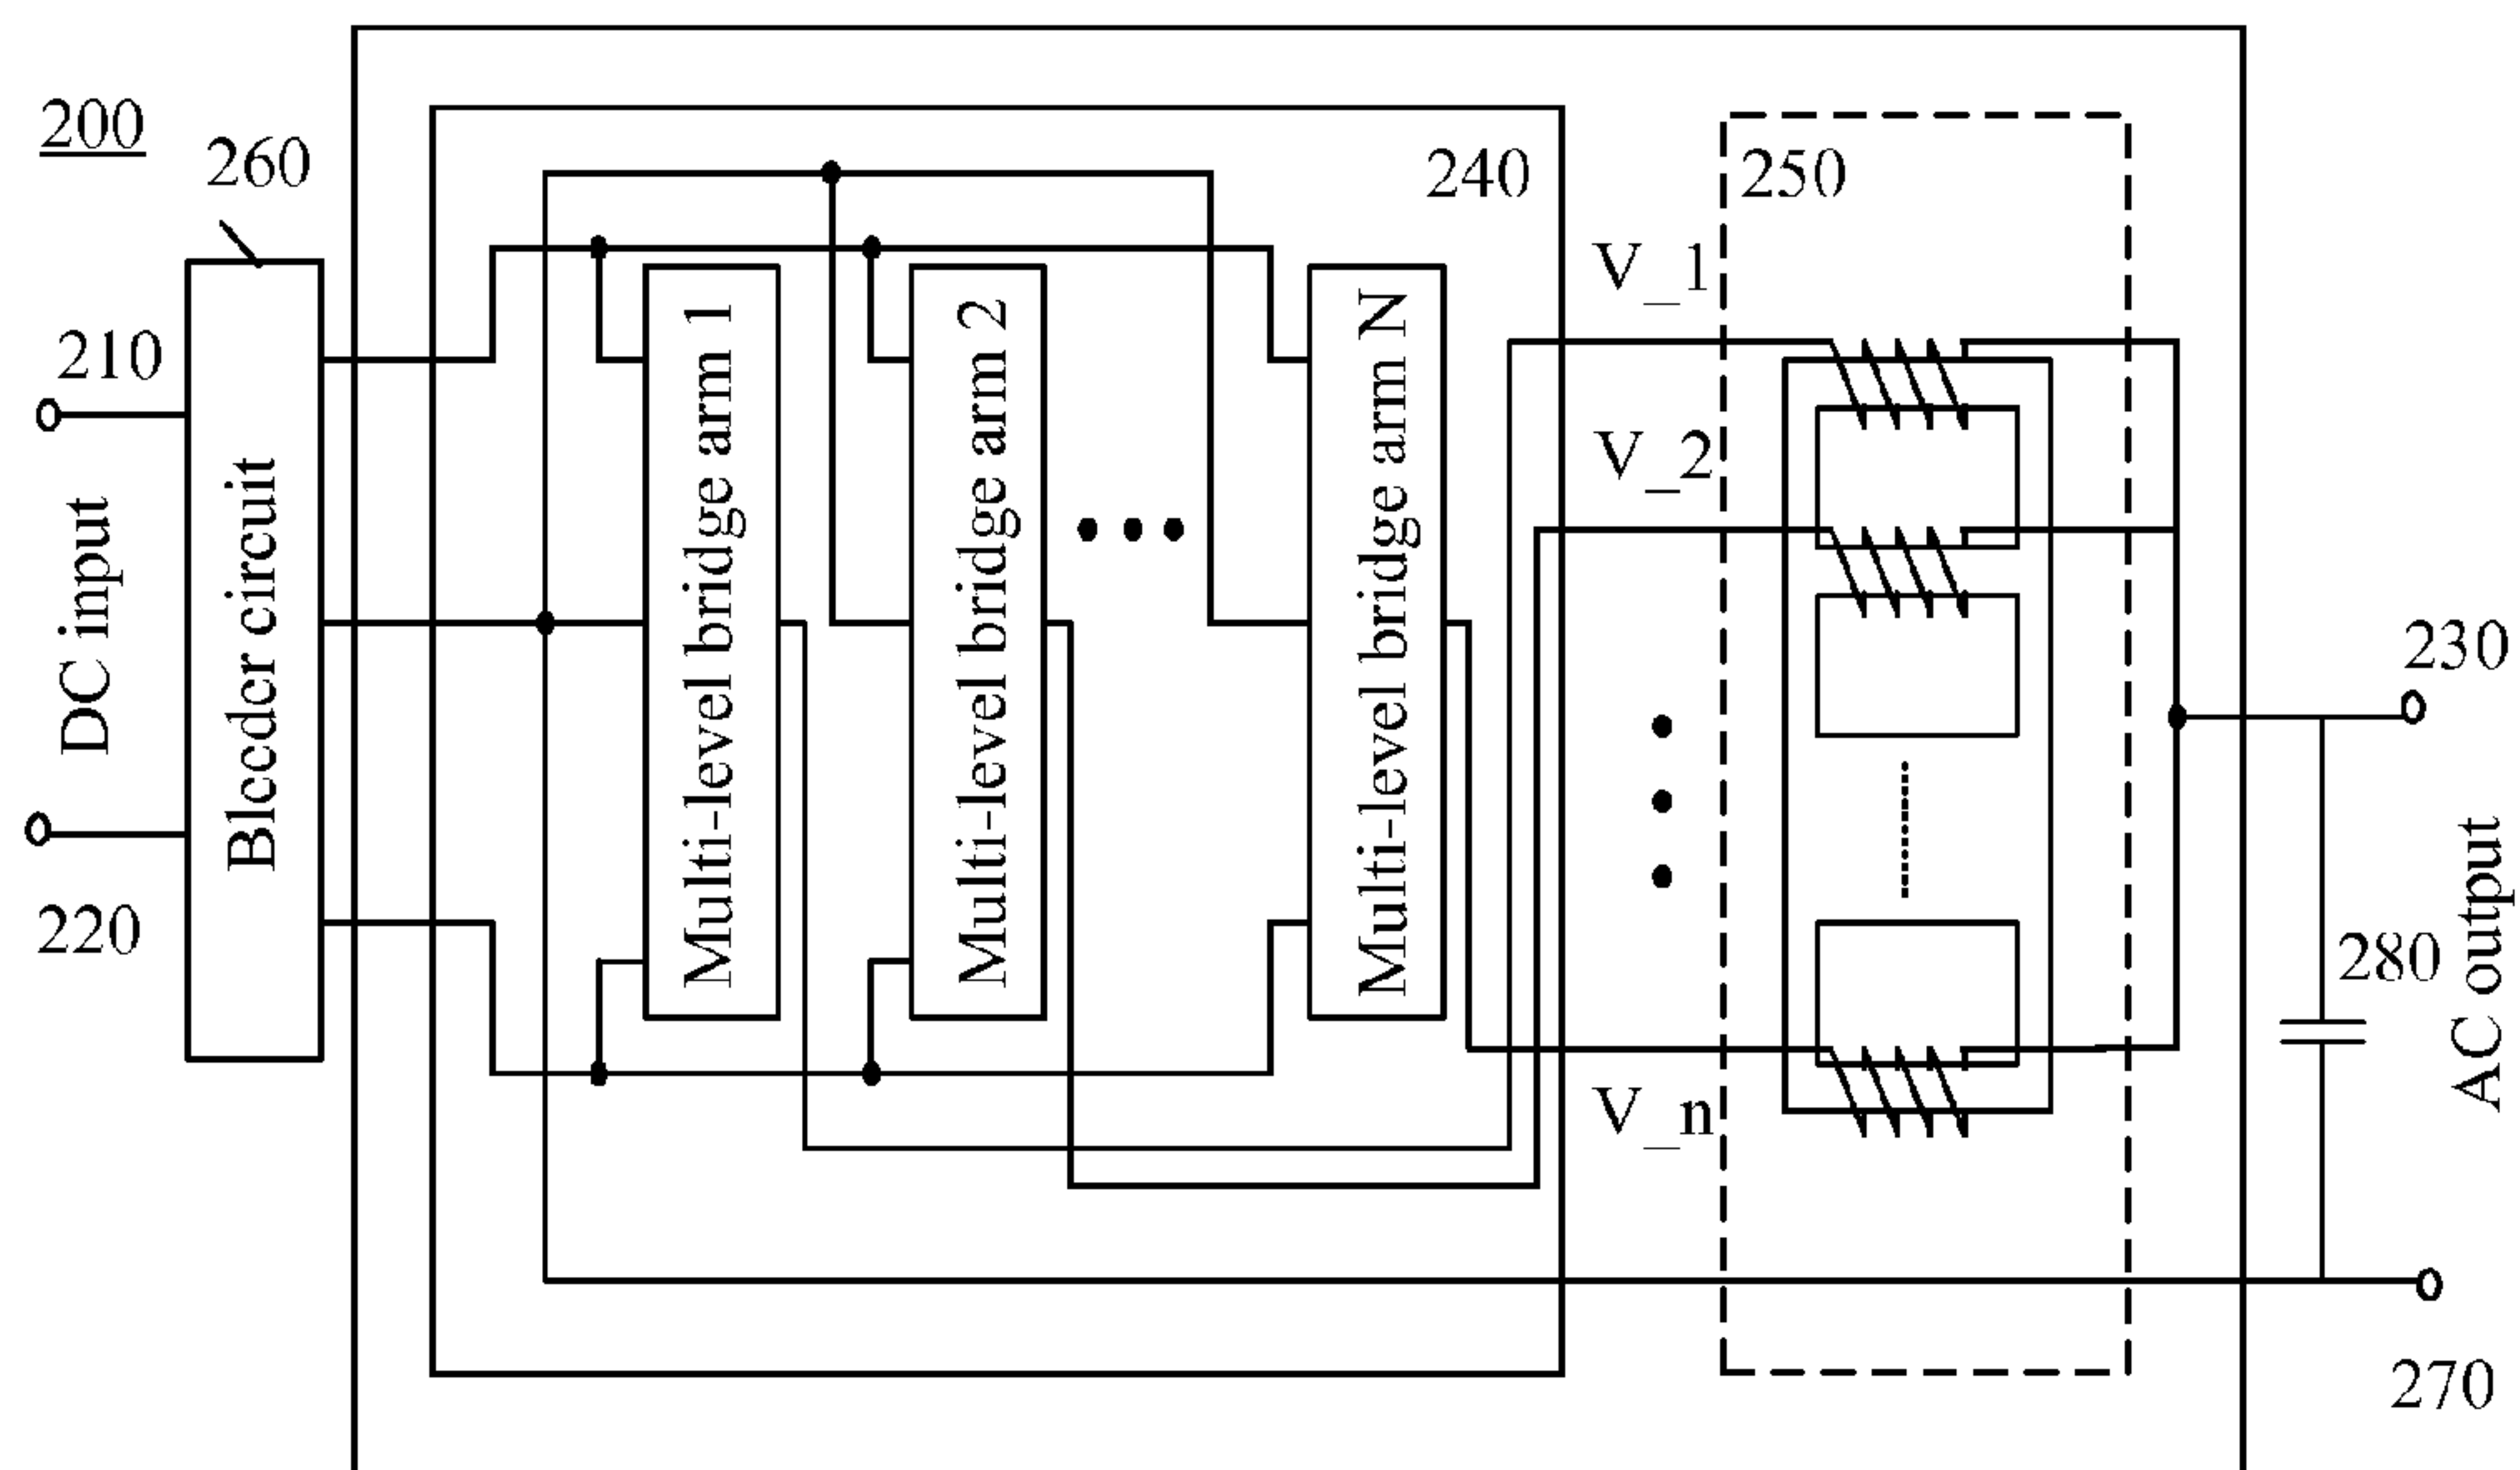 200
260
240
250
V_1
210
V_2
DC input
Bleeder circuit
Multi-level bridge arm 1
Multi-level bridge arm 2
Multi-level bridge arm N
230
220
280
AC output
V_n
270